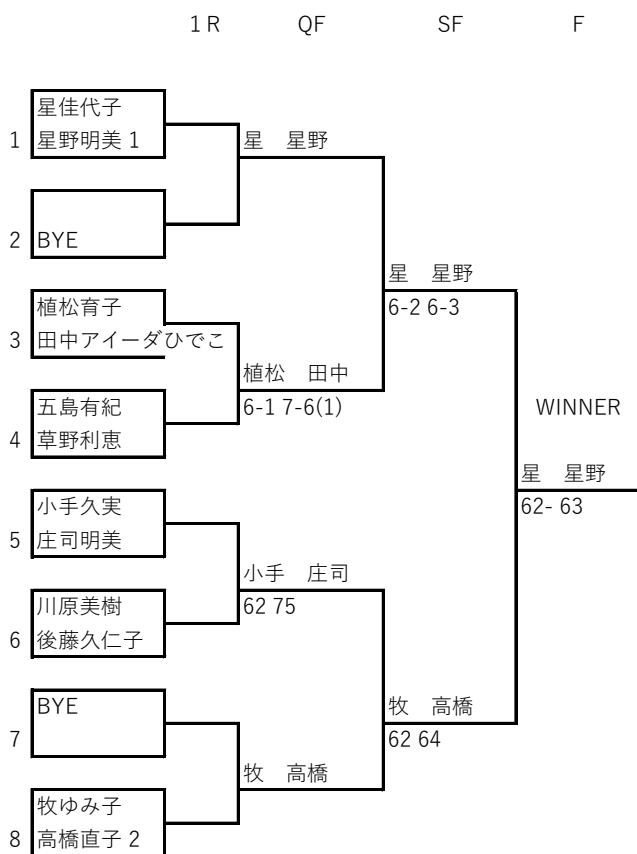 1 R QF SF F
星佳代子
1 星野明美 1
星 星野
2 BYE
星 星野
6-2 6-3
植松育子
3 田中アイーダひでこ
植松 田中
6-1 7-6(1)
五島有紀
4 草野利恵
WINNER
星 星野
62- 63
小手久実
5 庄司明美
小手 庄司
62 75
川原美樹
6 後藤久仁子
BYE
7
牧 高橋
62 64
牧 高橋
牧ゆみ子
8 高橋直子 2